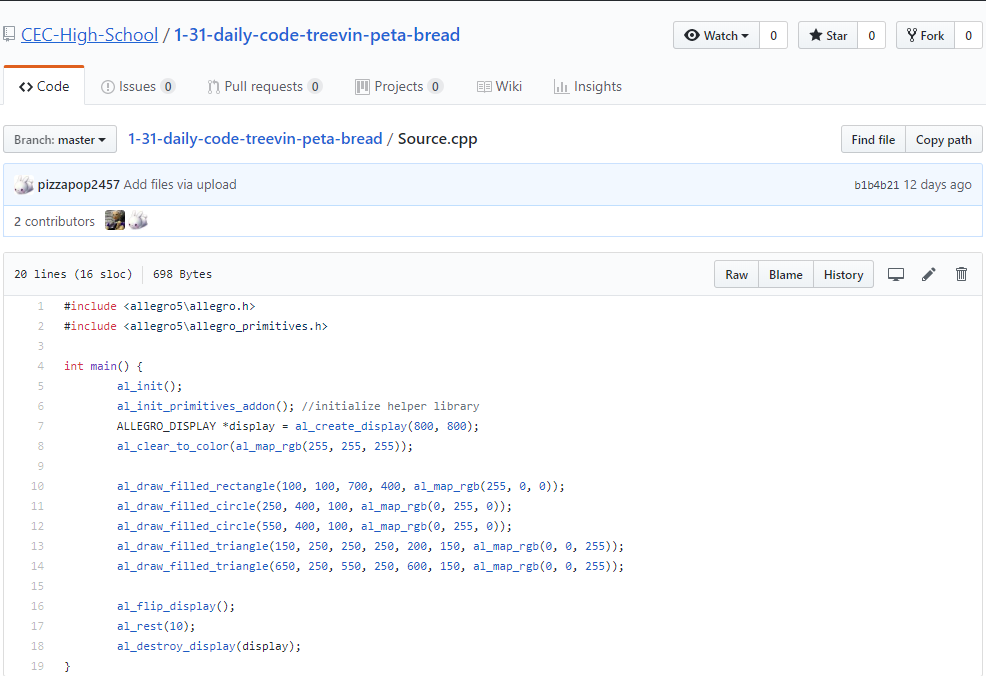 CEC-High-School / 1-31-daily-code-treevin-peta-bread Watch 0 Star 0 Fork 0
Code Issues 0 Pull requests 0 Projects 0 Wiki Insights
Branch: master 1-31-daily-code-treevin-peta-bread / Source.cpp Find file Copy path
pizzapop2457 Add files via upload b1b4b21 12 days ago
2 contributors
20 lines (16 sloc) 698 Bytes Raw Blame History
1 #include <allegro5\allegro.h>
2 #include <allegro5\allegro_primitives.h>
3
4 int main() {
5 al_init();
6 al_init_primitives_addon(); //initialize helper library
7 ALLEGRO_DISPLAY *display = al_create_display(800, 800);
8 al_clear_to_color(al_map_rgb(255, 255, 255));
9
10 al_draw_filled_rectangle(100, 100, 700, 400, al_map_rgb(255, 0, 0));
11 al_draw_filled_circle(250, 400, 100, al_map_rgb(0, 255, 0));
12 al_draw_filled_circle(550, 400, 100, al_map_rgb(0, 255, 0));
13 al_draw_filled_triangle(150, 250, 250, 250, 200, 150, al_map_rgb(0, 0, 255));
14 al_draw_filled_triangle(650, 250, 550, 250, 600, 150, al_map_rgb(0, 0, 255));
15
16 al_flip_display();
17 al_rest(10);
18 al_destroy_display(display);
19 }